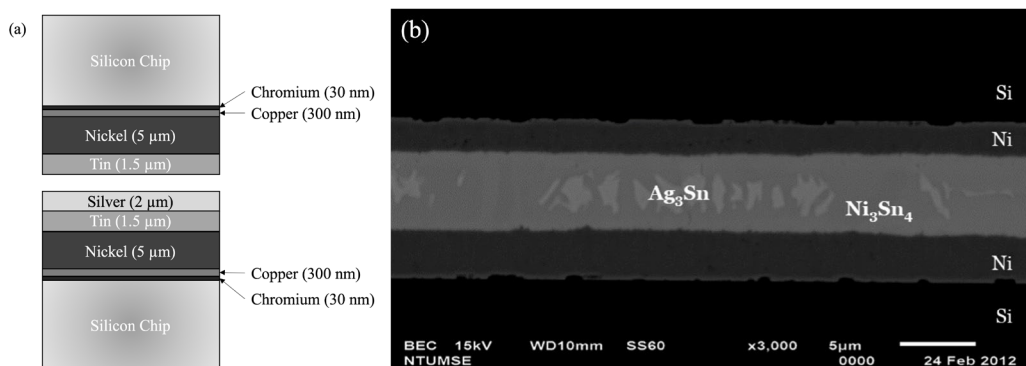 (a)
Silicon Chip
Chromium (30 nm)
Copper (300 nm)
Nickel (5 µm)
Tin (1.5 µm)
Silver (2 µm)
Tin (1.5 µm)
Nickel (5 µm)
Copper (300 nm)
Chromium (30 nm)
Silicon Chip
(b)
Si
Ni
Ag₃Sn
Ni₃Sn₄
Ni
Si
BEC 15kV WD10mm SS60 x3,000 5µm
NTUMSE 0000 24 Feb 2012